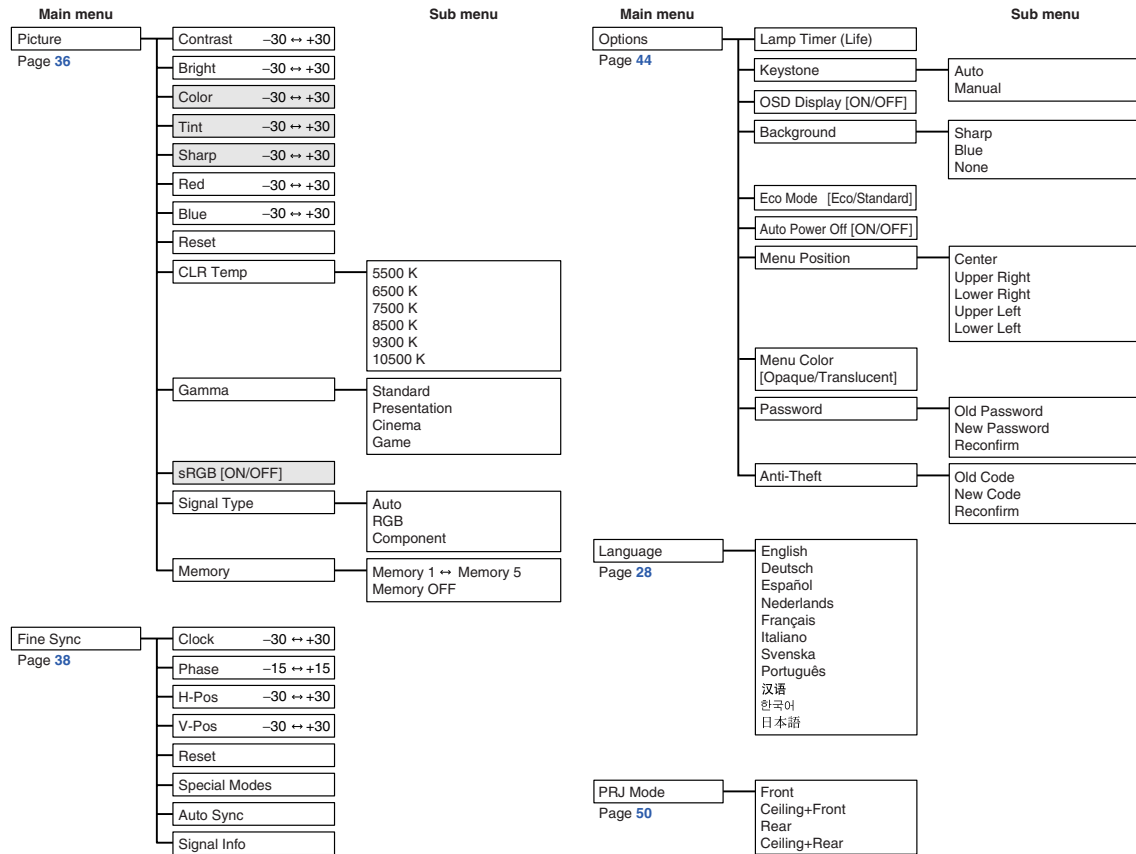 Main menu
Sub menu
Picture
Page 36
Contrast −30 ↔ +30
Bright −30 ↔ +30
Color −30 ↔ +30
Tint −30 ↔ +30
Sharp −30 ↔ +30
Red −30 ↔ +30
Blue −30 ↔ +30
Reset
CLR Temp
5500 K
6500 K
7500 K
8500 K
9300 K
10500 K
Gamma
Standard
Presentation
Cinema
Game
sRGB [ON/OFF]
Signal Type
Auto
RGB
Component
Memory
Memory 1 ↔ Memory 5
Memory OFF
Fine Sync
Page 38
Clock −30 ↔ +30
Phase −15 ↔ +15
H-Pos −30 ↔ +30
V-Pos −30 ↔ +30
Reset
Special Modes
Auto Sync
Signal Info
Main menu
Sub menu
Options
Page 44
Lamp Timer (Life)
Keystone
Auto
Manual
OSD Display [ON/OFF]
Background
Sharp
Blue
None
Eco Mode [Eco/Standard]
Auto Power Off [ON/OFF]
Menu Position
Center
Upper Right
Lower Right
Upper Left
Lower Left
Menu Color
[Opaque/Translucent]
Password
Old Password
New Password
Reconfirm
Anti-Theft
Old Code
New Code
Reconfirm
Language
Page 28
English
Deutsch
Español
Nederlands
Français
Italiano
Svenska
Português
汉语
한국어
日本語
PRJ Mode
Page 50
Front
Ceiling+Front
Rear
Ceiling+Rear